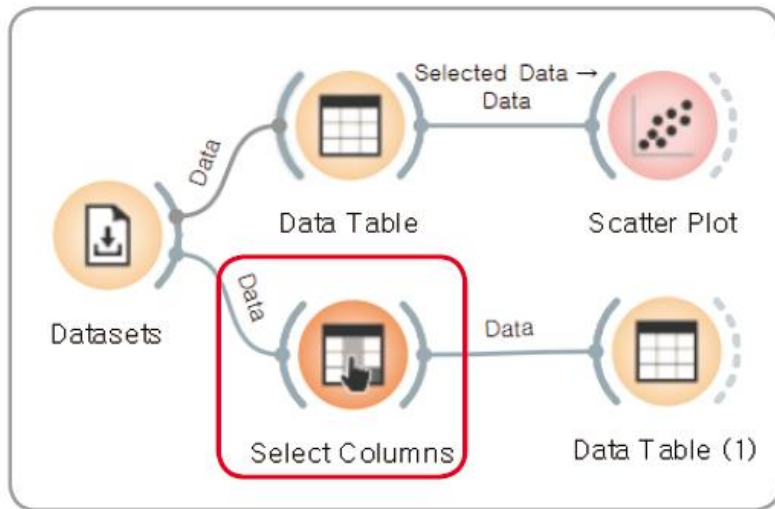 Selected Data →
Data
Data
Data Table
Scatter Plot
Datasets
Data
Data
Select Columns
Data Table (1)